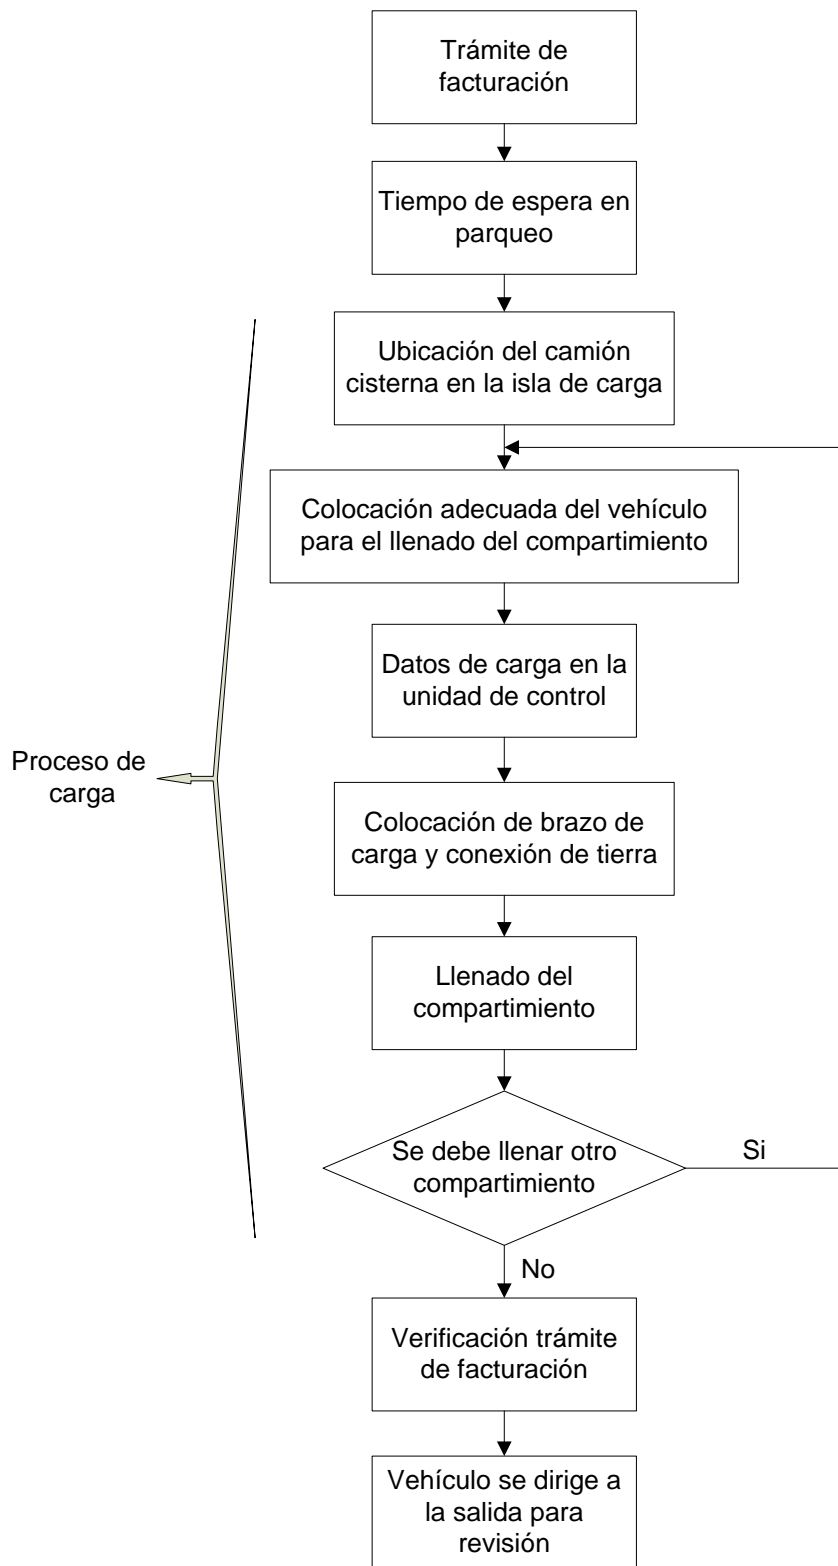 Trámite de
facturación
Tiempo de espera en
parqueo
Ubicación del camión
cisterna en la isla de carga
Colocación adecuada del vehículo
para el llenado del compartimiento
Datos de carga en la
unidad de control
Proceso de
carga
Colocación de brazo de
carga y conexión de tierra
Llenado del
compartimiento
Se debe llenar otro
compartimiento
Si
No
Verificación trámite
de facturación
Vehículo se dirige a
la salida para
revisión